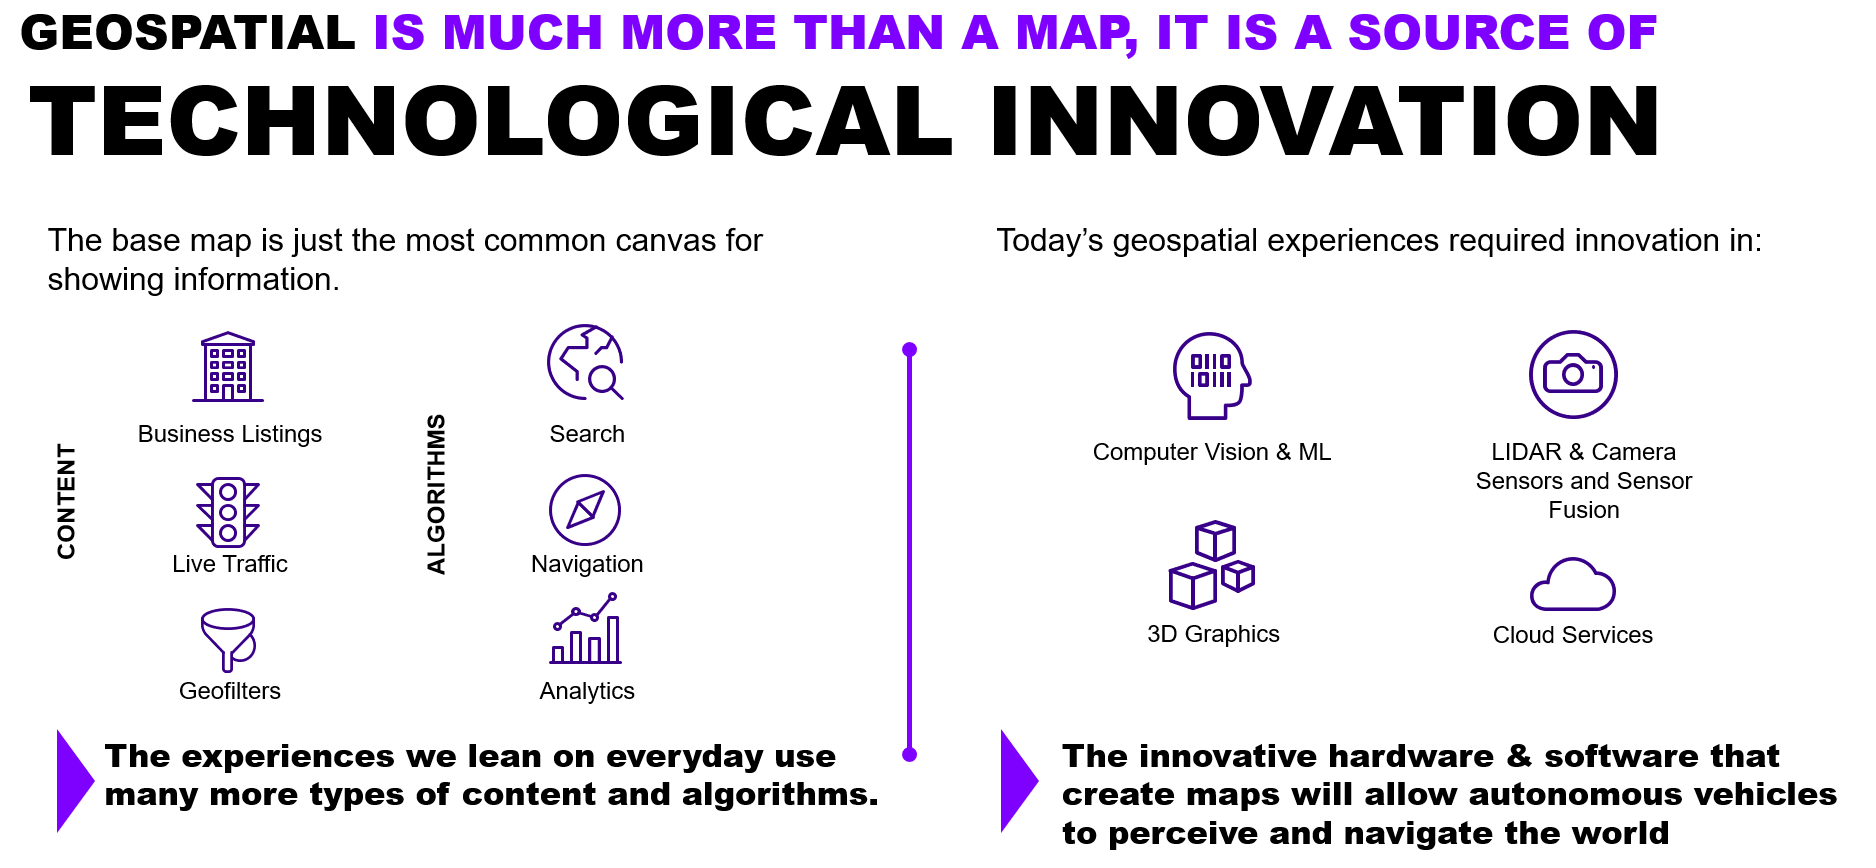 GEOSPATIAL IS MUCH MORE THAN A MAP, IT IS A SOURCE OF
TECHNOLOGICAL INNOVATION
The base map is just the most common canvas for
showing information.
CONTENT
Business Listings
Live Traffic
Geofilters
ALGORITHMS
Search
Navigation
Analytics
The experiences we lean on everyday use
many more types of content and algorithms.
Today’s geospatial experiences required innovation in:
Computer Vision & ML
LIDAR & Camera
Sensors and Sensor
Fusion
3D Graphics
Cloud Services
The innovative hardware & software that
create maps will allow autonomous vehicles
to perceive and navigate the world